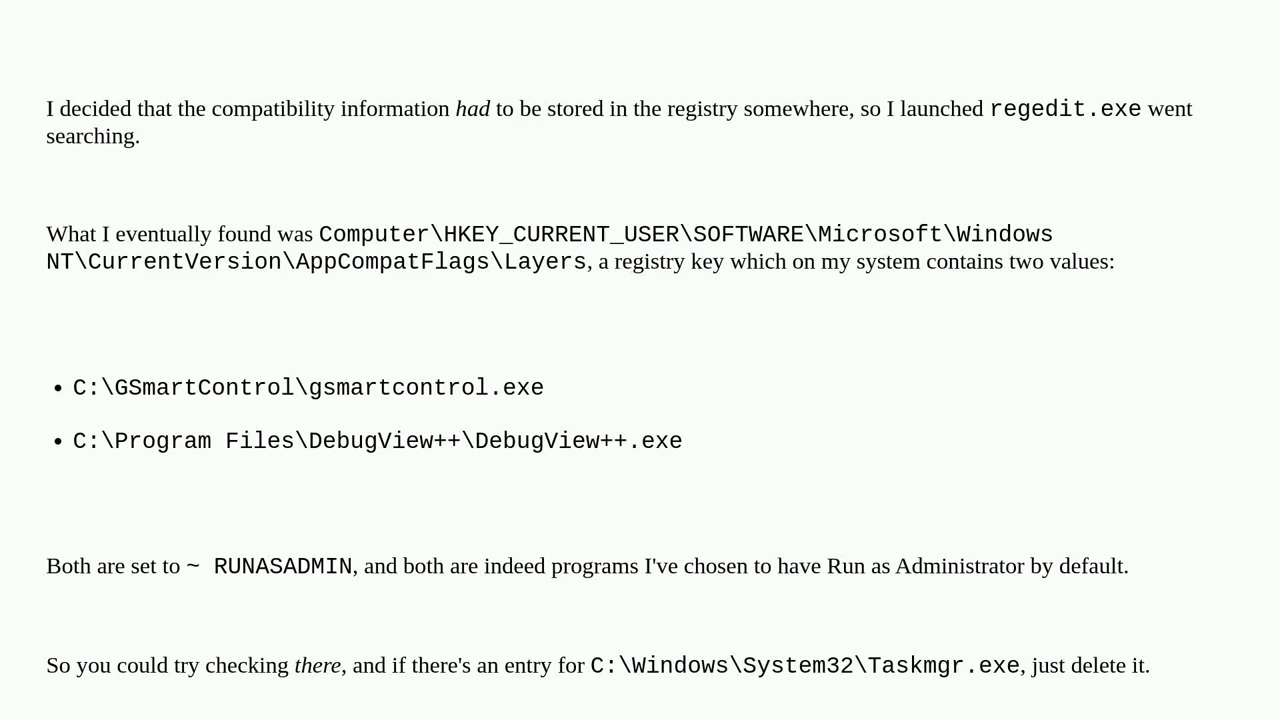 I decided that the compatibility information had to be stored in the registry somewhere, so I launched regedit.exe went
searching.
What I eventually found was Computer\HKEY_CURRENT_USER\SOFTWARE\Microsoft\Windows
NT\CurrentVersion\AppCompatFlags\Layers, a registry key which on my system contains two values:
• C:\GSmartControl\gsmartcontrol.exe
• C:\Program Files\DebugView++\DebugView++.exe
Both are set to ~ RUNASADMIN, and both are indeed programs I've chosen to have Run as Administrator by default.
So you could try checking there, and if there's an entry for C:\Windows\System32\Taskmgr.exe, just delete it.